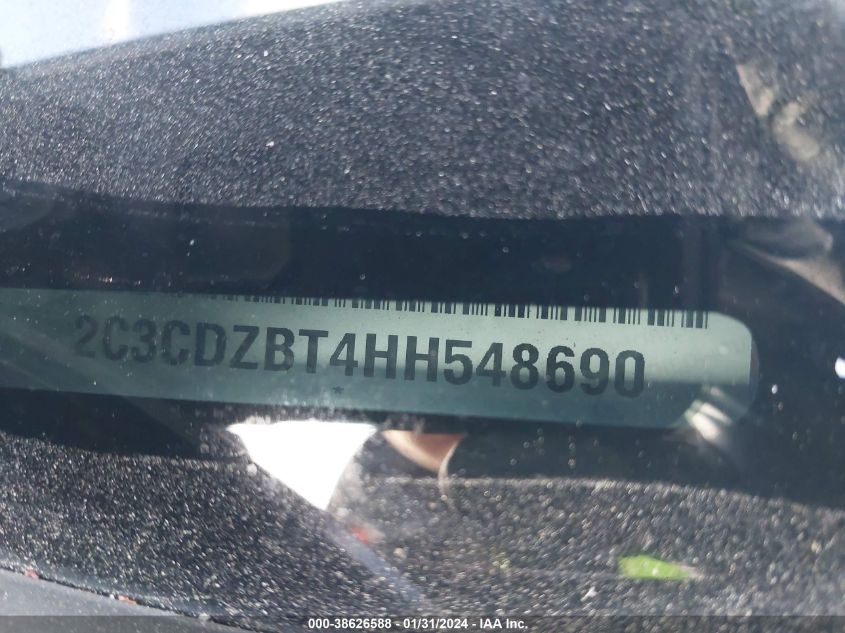 2C3CDZBT4HH548690
*
000-38626588 - 01/31/2024 - IAA Inc.